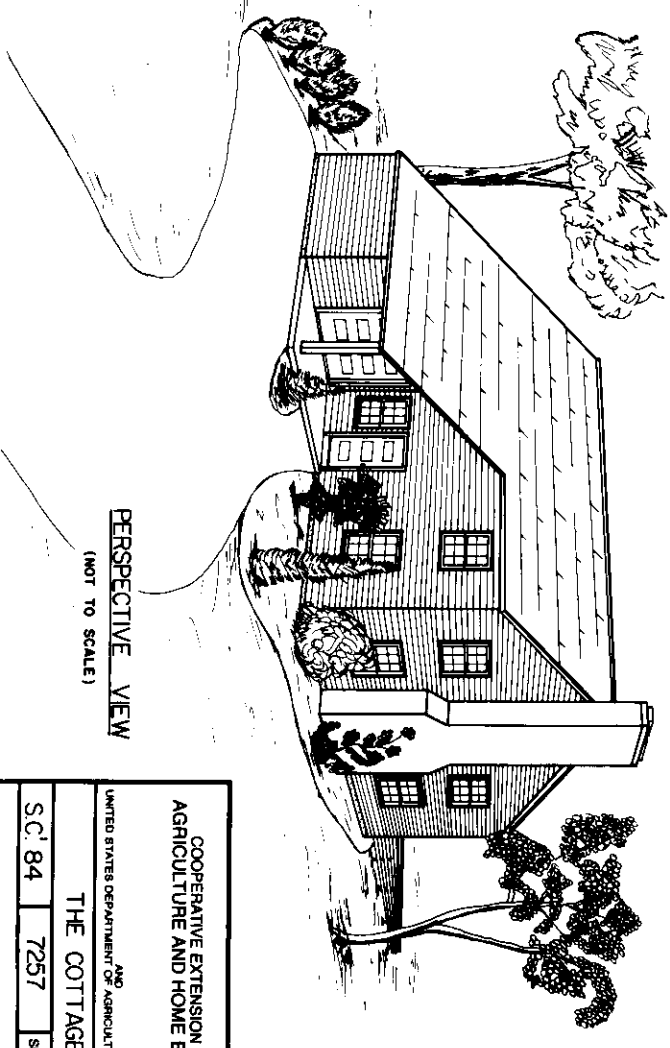 PERSPECTIVE VIEW
(NOT TO SCALE)
COOPERATIVE EXTENSION
AGRICULTURE AND HOME E
AND
UNITED STATES DEPARTMENT OF AGRICULT
THE COTTAGE
S.C.' 84 7257 S